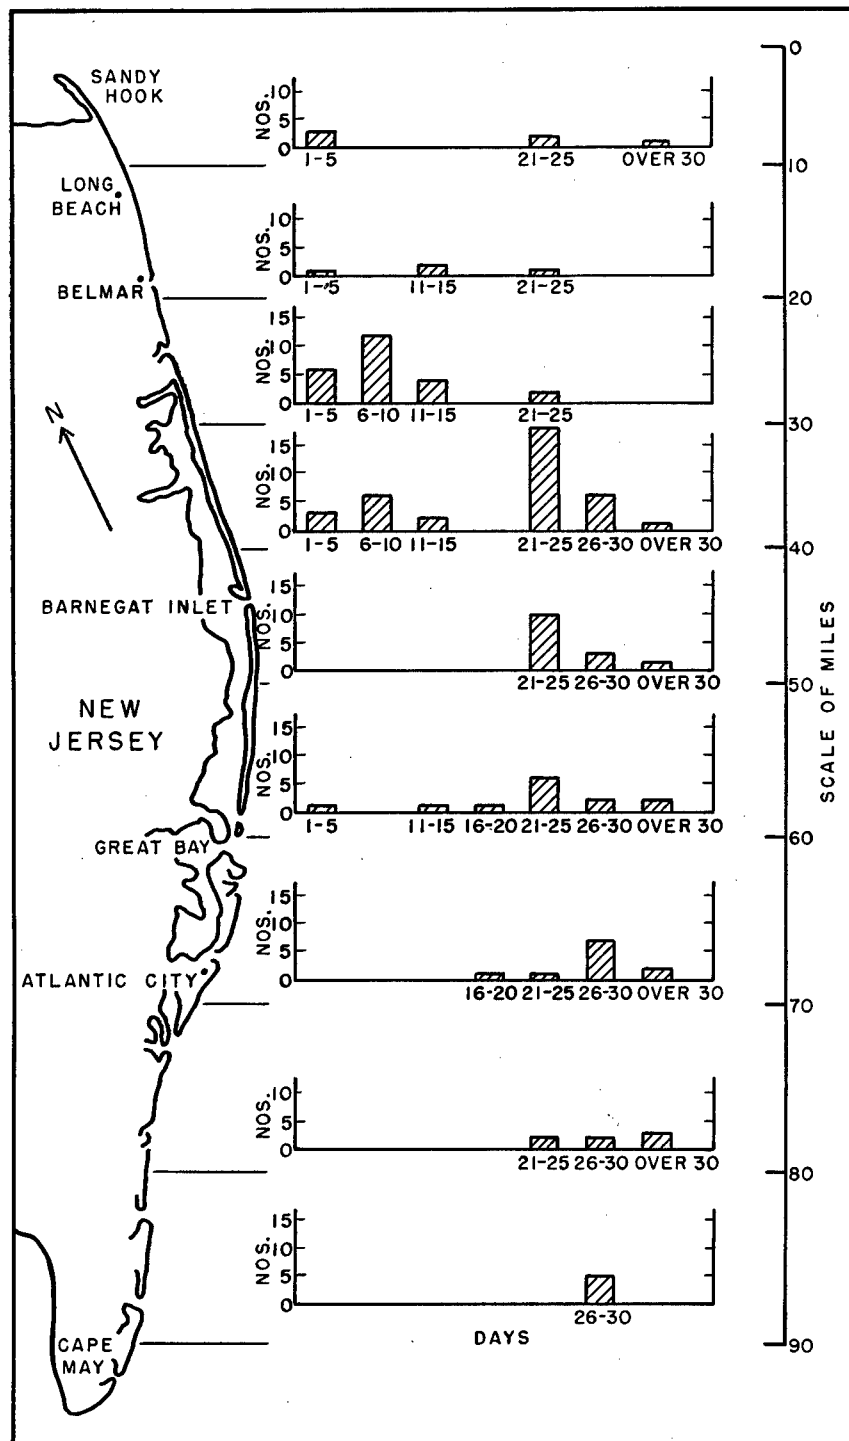 SANDY
HOOK
LONG
BEACH
BELMAR
N
BARNEGAT INLET
NEW
JERSEY
GREAT BAY
ATLANTIC CITY
CAPE
MAY
NOS.
10
5
0
1-5 21-25 OVER 30
NOS.
10
5
0
1-5 11-15 21-25
NOS.
15
10
5
0
1-5 6-10 11-15 21-25
NOS.
15
10
5
0
1-5 6-10 11-15 21-25 26-30 OVER 30
NOS.
15
10
5
0
21-25 26-30 OVER 30
NOS.
15
10
5
0
1-5 11-15 16-20 21-25 26-30 OVER 30
NOS.
15
10
5
0
16-20 21-25 26-30 OVER 30
NOS.
10
5
0
21-25 26-30 OVER 30
NOS.
15
10
5
0
26-30
DAYS
0
10
20
30
40
50
60
70
80
90
SCALE OF MILES